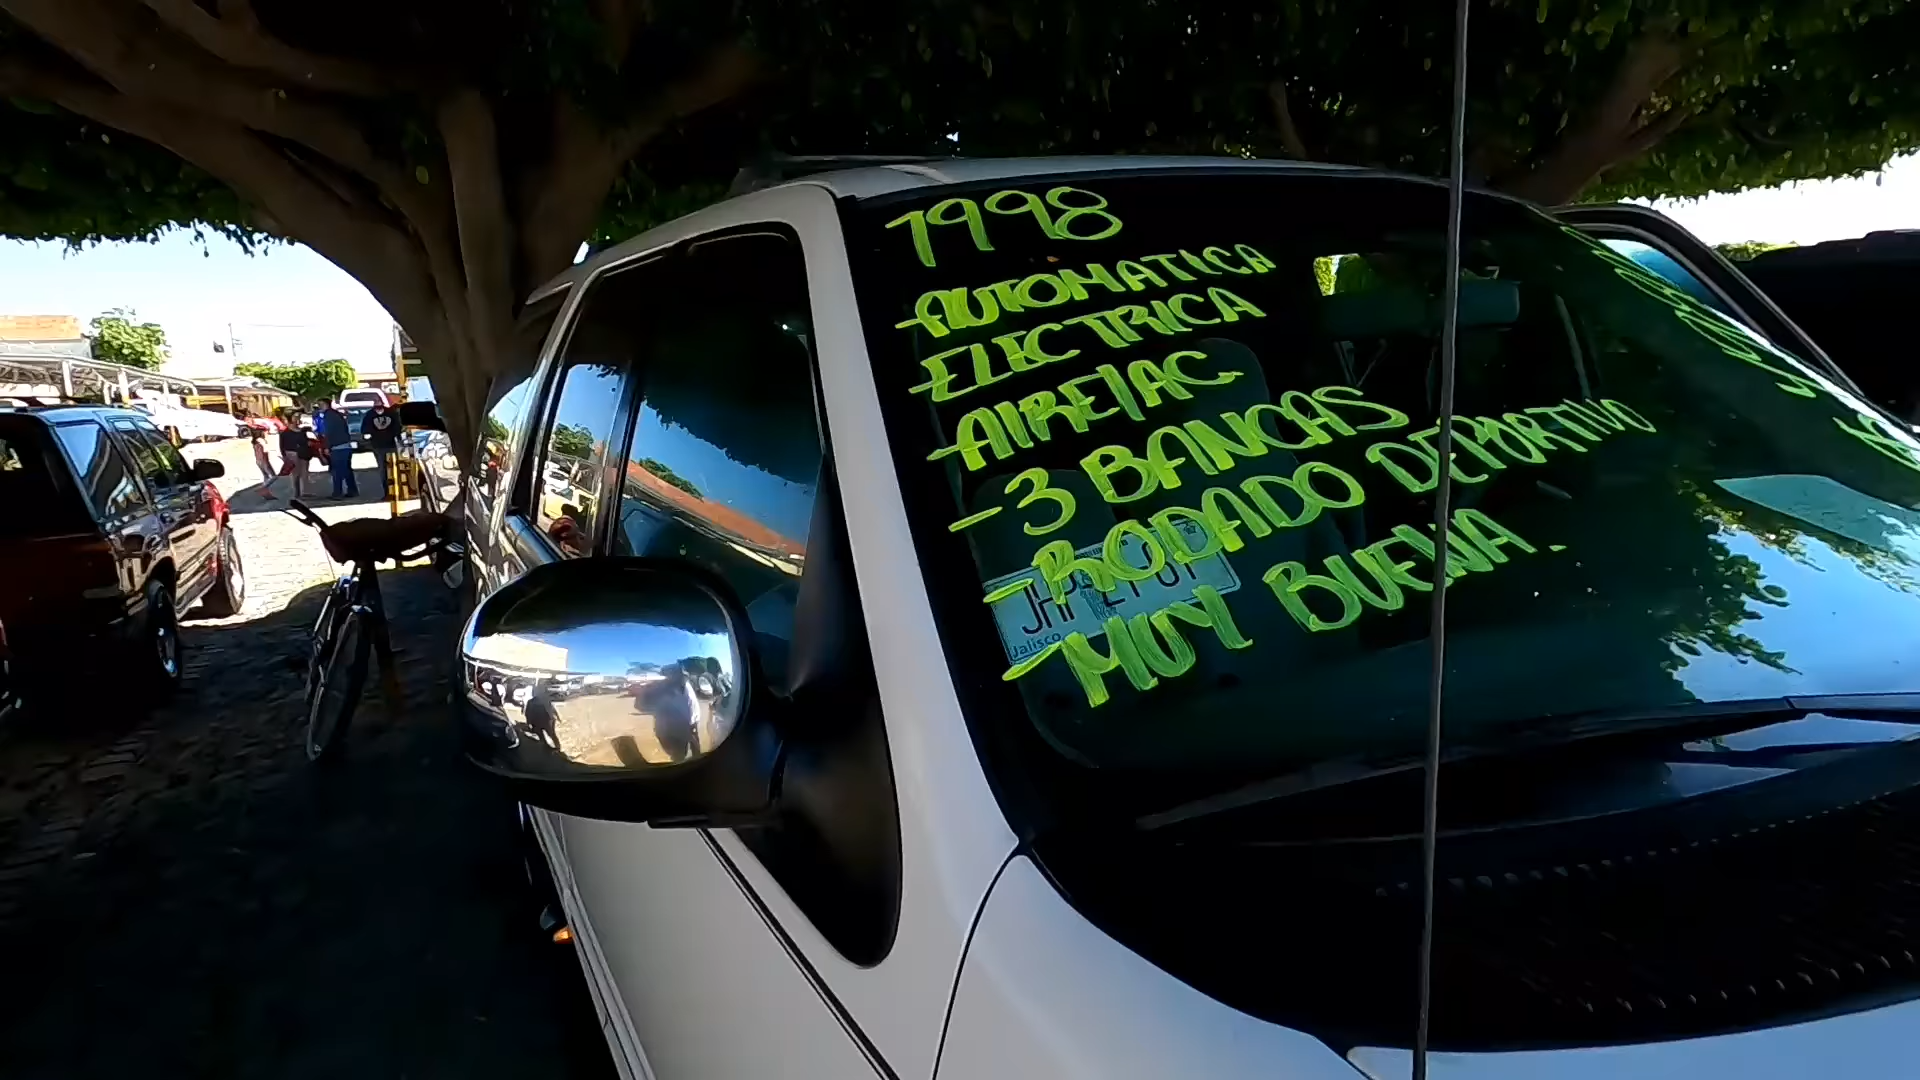 1998
-AUTOMATICA
-ELECTRICA
-AIRE/AC
-3 BANCAS
-RODADO DEPORTIVO
-MUY BUENA.
Jalisco